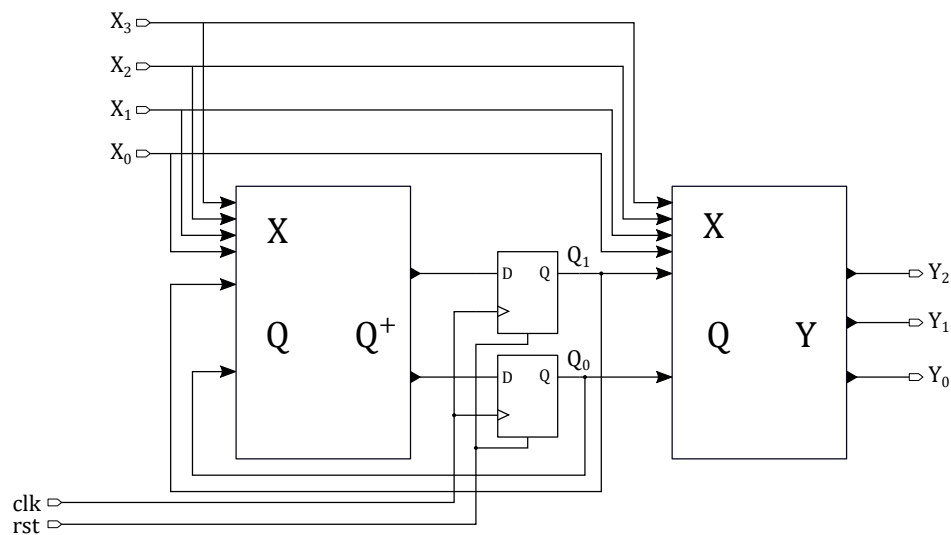 X₃
X₂
X₁
X₀
X
Q
Q⁺
D Q
Q₁
D Q
Q₀
X
Q
Y
Y₂
Y₁
Y₀
clk
rst